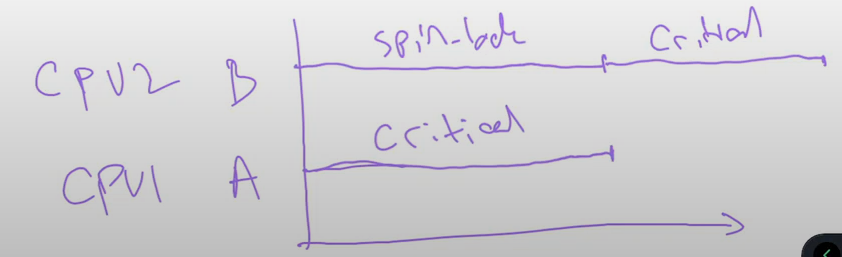 CPU2 B spin-lock Critical
CPU1 A Critical